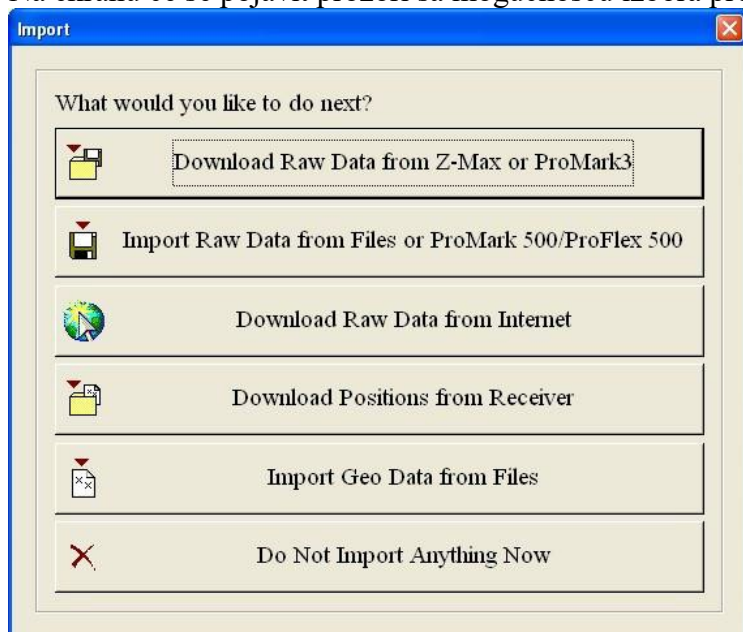 Import
What would you like to do next?
Download Raw Data from Z-Max or ProMark3
Import Raw Data from Files or ProMark 500/ProFlex 500
Download Raw Data from Internet
Download Positions from Receiver
Import Geo Data from Files
Do Not Import Anything Now